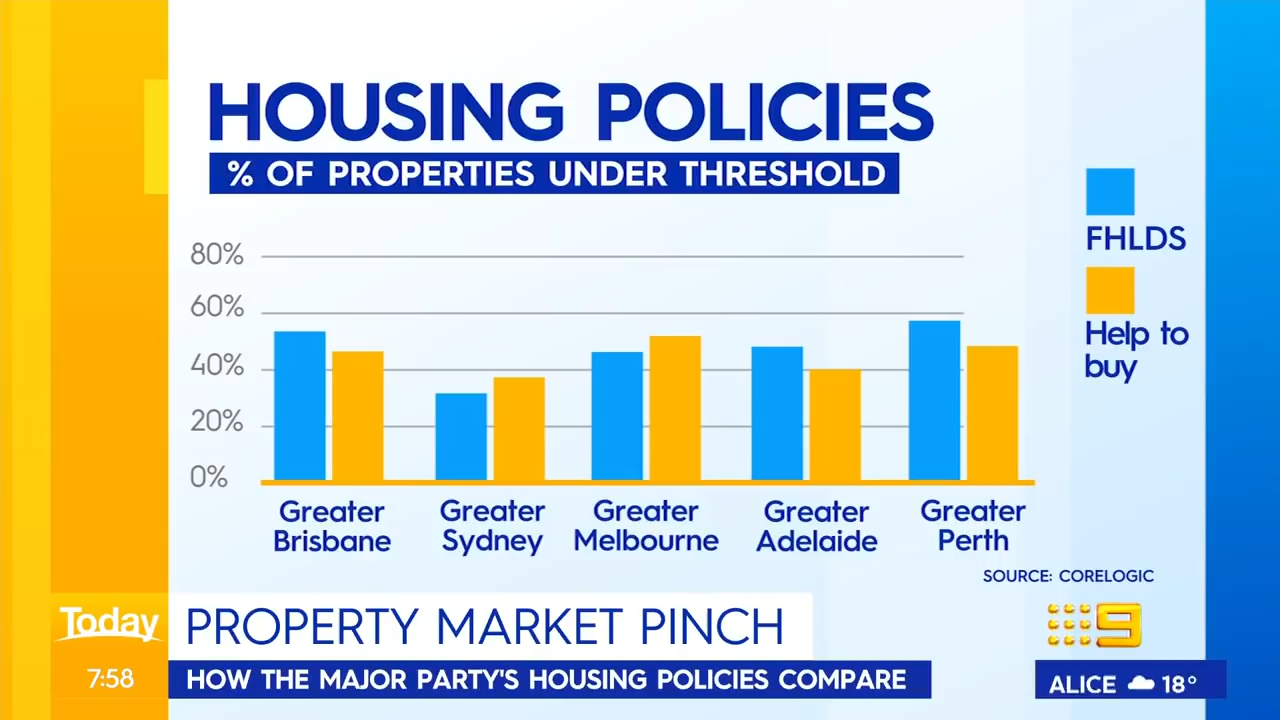 HOUSING POLICIES
% OF PROPERTIES UNDER THRESHOLD
FHLDS
Help to
buy
80%
60%
40%
20%
0%
Greater
Brisbane
Greater
Sydney
Greater
Melbourne
Greater
Adelaide
Greater
Perth
SOURCE: CORELOGIC
Today
PROPERTY MARKET PINCH
9
7:58
HOW THE MAJOR PARTY'S HOUSING POLICIES COMPARE
ALICE 18°